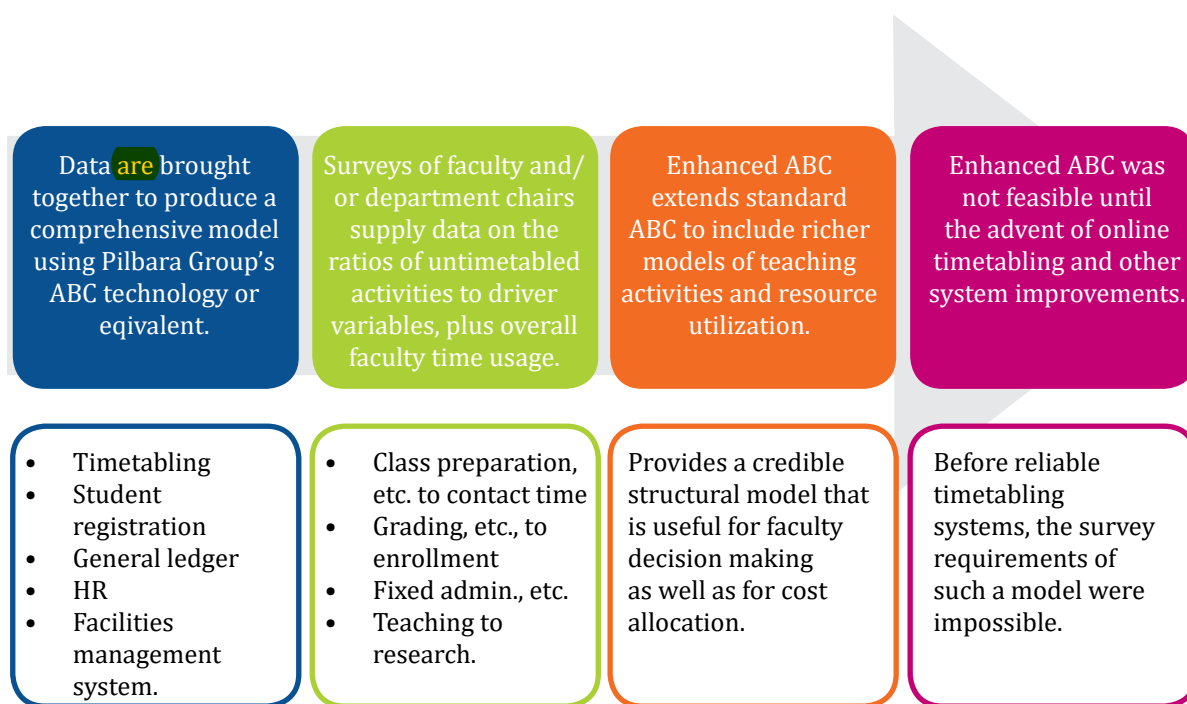 Data are brought
together to produce a
comprehensive model
using Pilbara Group's
ABC technology or
eqivalent.
Surveys of faculty and/
or department chairs
supply data on the
ratios of untimetabled
activities to driver
variables, plus overall
faculty time usage.
Enhanced ABC
extends standard
ABC to include richer
models of teaching
activities and resource
utilization.
Enhanced ABC was
not feasible until
the advent of online
timetabling and other
system improvements.
• Timetabling
• Student
registration
• General ledger
• HR
• Facilities
management
system.
• Class preparation,
etc. to contact time
• Grading, etc., to
enrollment
• Fixed admin., etc.
• Teaching to
research.
Provides a credible
structural model that
is useful for faculty
decision making
as well as for cost
allocation.
Before reliable
timetabling
systems, the survey
requirements of
such a model were
impossible.